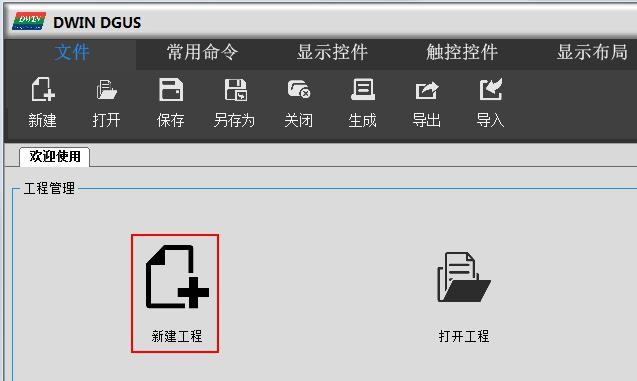 DWIN DWIN DGUS
文件 常用命令 显示控件 触控控件 显示布局
新建 打开 保存 另存为 关闭 生成 导出 导入
欢迎使用
工程管理
新建工程 打开工程